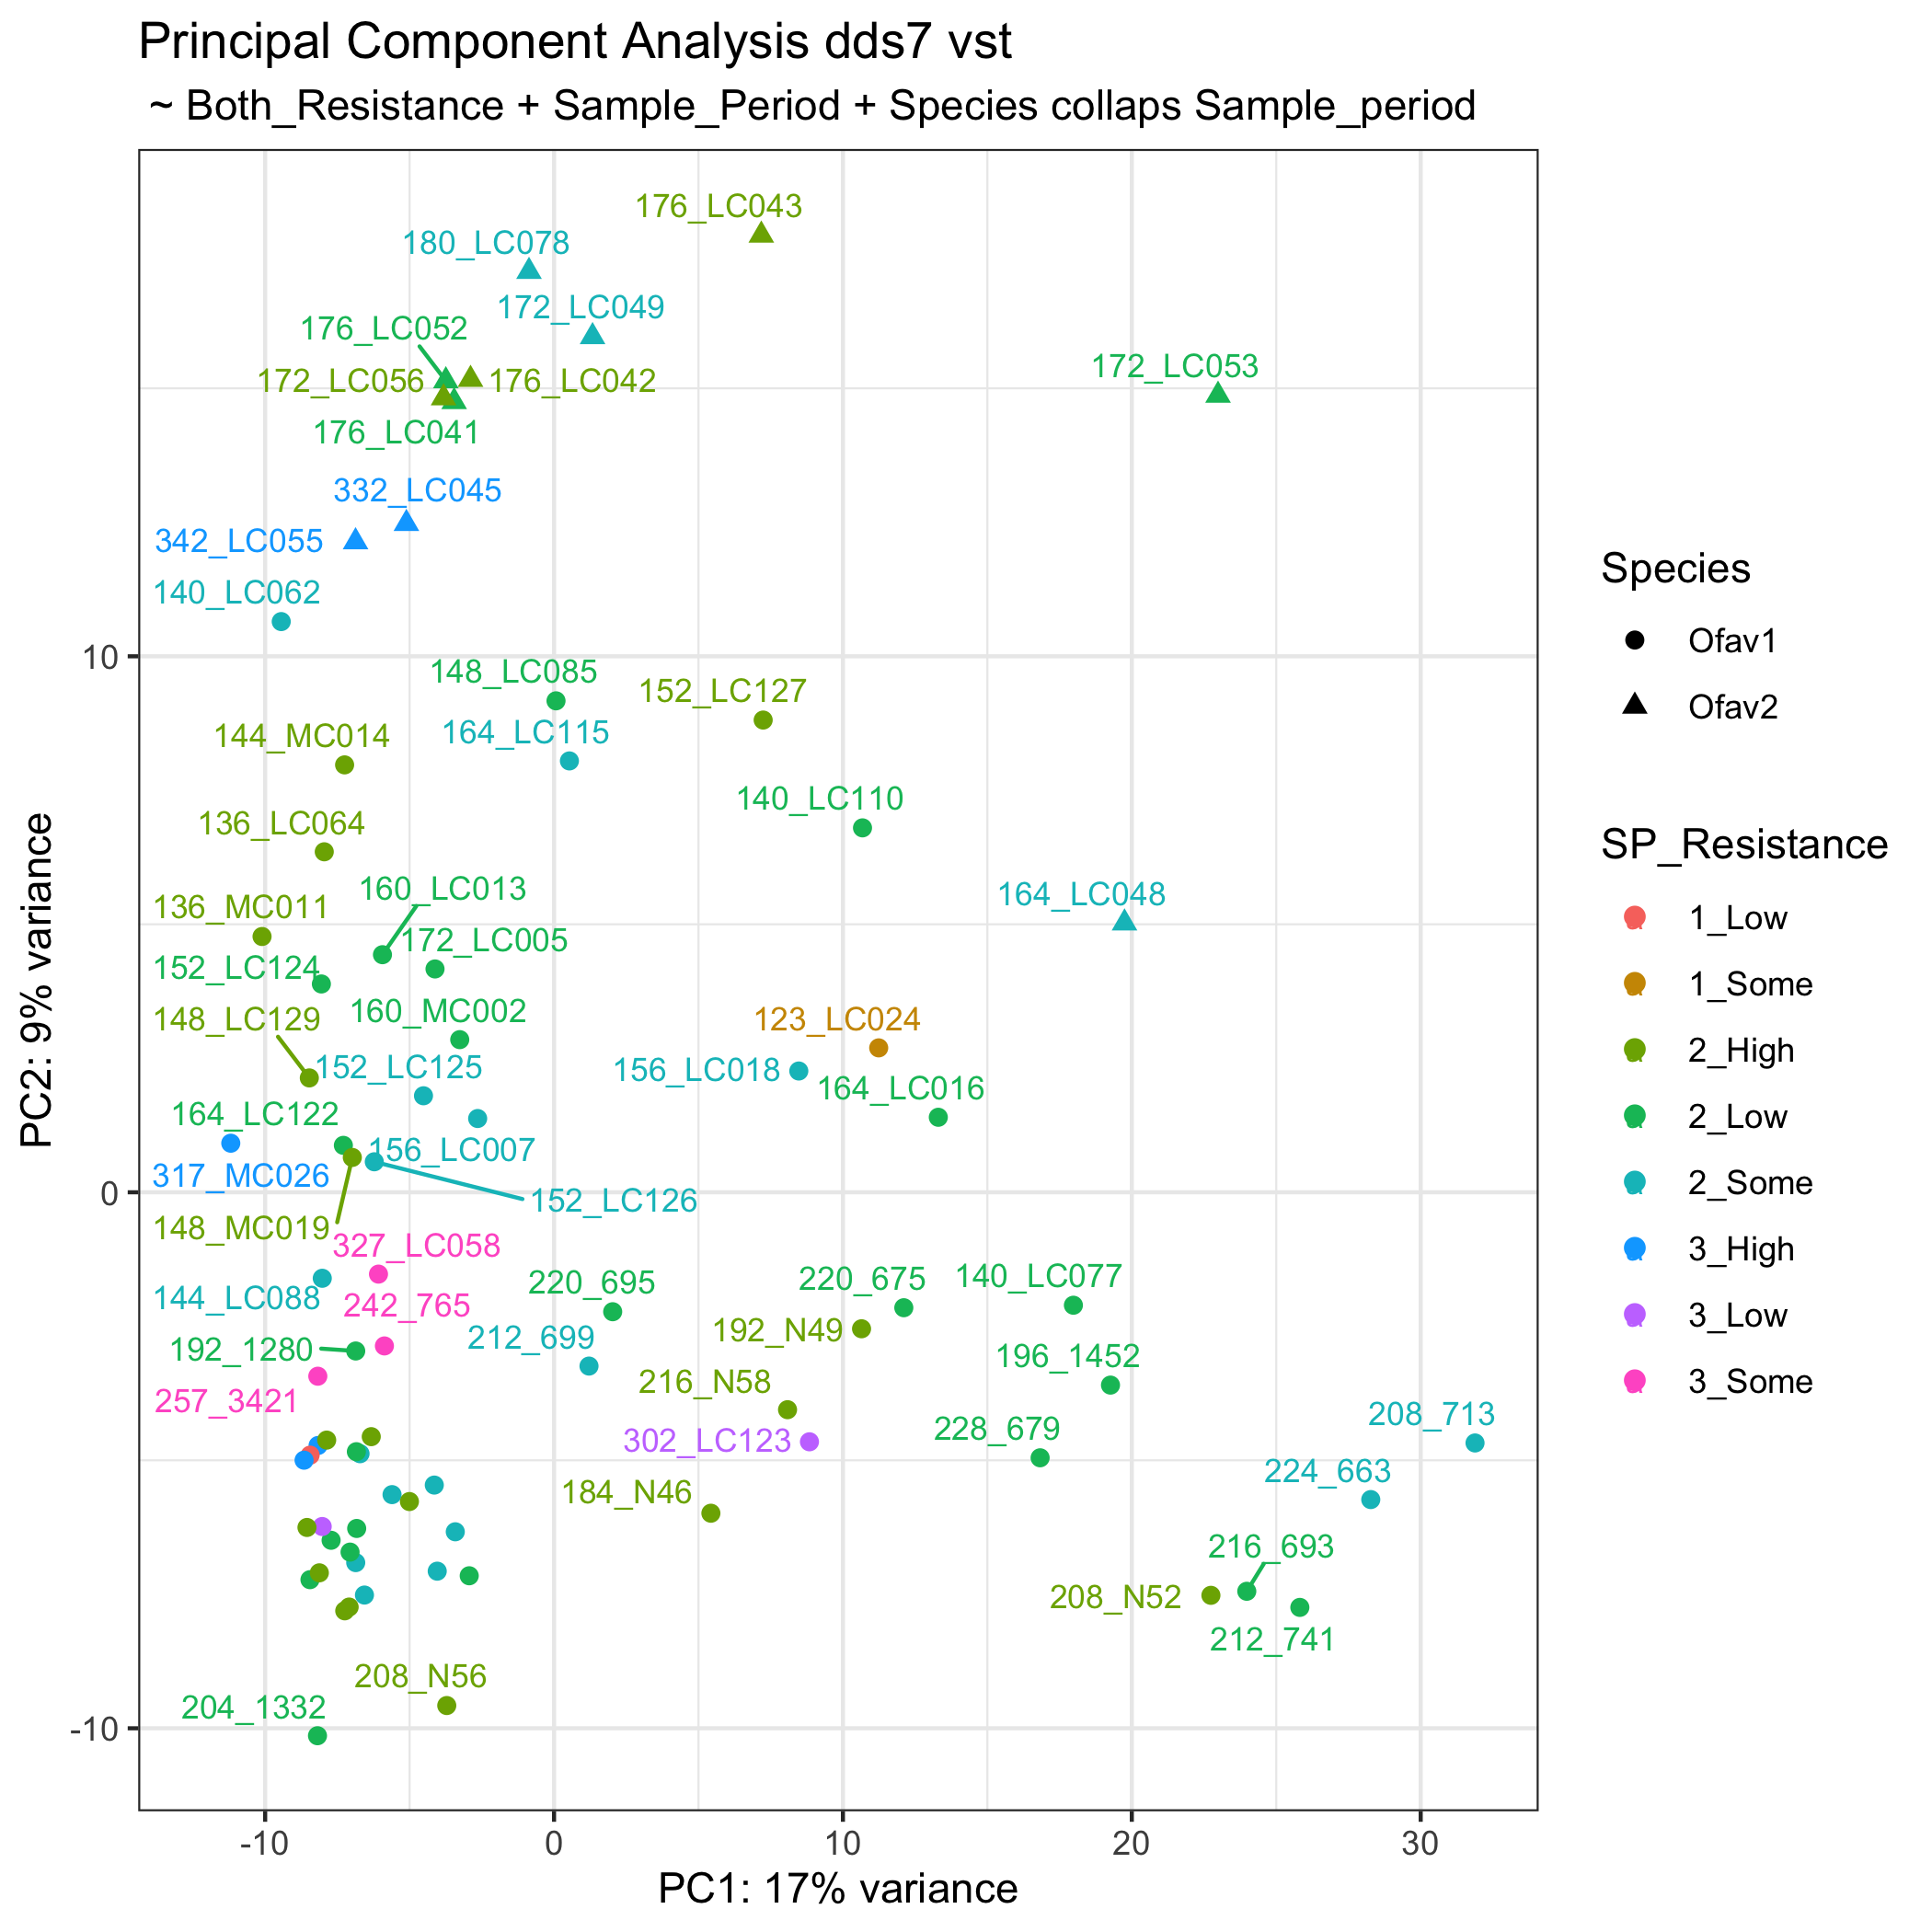 Principal Component Analysis dds7 vst
~ Both_Resistance + Sample_Period + Species collaps Sample_period
176_LC043
180_LC078
172_LC049
176_LC052
172_LC053
172_LC056
176_LC042
176_LC041
332_LC045
342_LC055
140_LC062
148_LC085
152_LC127
144_MC014
164_LC115
140_LC110
136_LC064
160_LC013
164_LC048
136_MC011
172_LC005
152_LC124
160_MC002
148_LC129
123_LC024
152_LC125
156_LC018
164_LC016
164_LC122
156_LC007
317_MC026
152_LC126
148_MC019
327_LC058
144_LC088
220_695
220_675
140_LC077
242_765
192_1280
212_699
192_N49
196_1452
257_3421
216_N58
302_LC123
228_679
208_713
224_663
184_N46
216_693
208_N52
212_741
208_N56
204_1332
10
0
-10
PC2: 9% variance
-10
0
10
20
30
PC1: 17% variance
Species
Ofav1
Ofav2
SP_Resistance
1_Low
1_Some
2_High
2_Low
2_Some
3_High
3_Low
3_Some